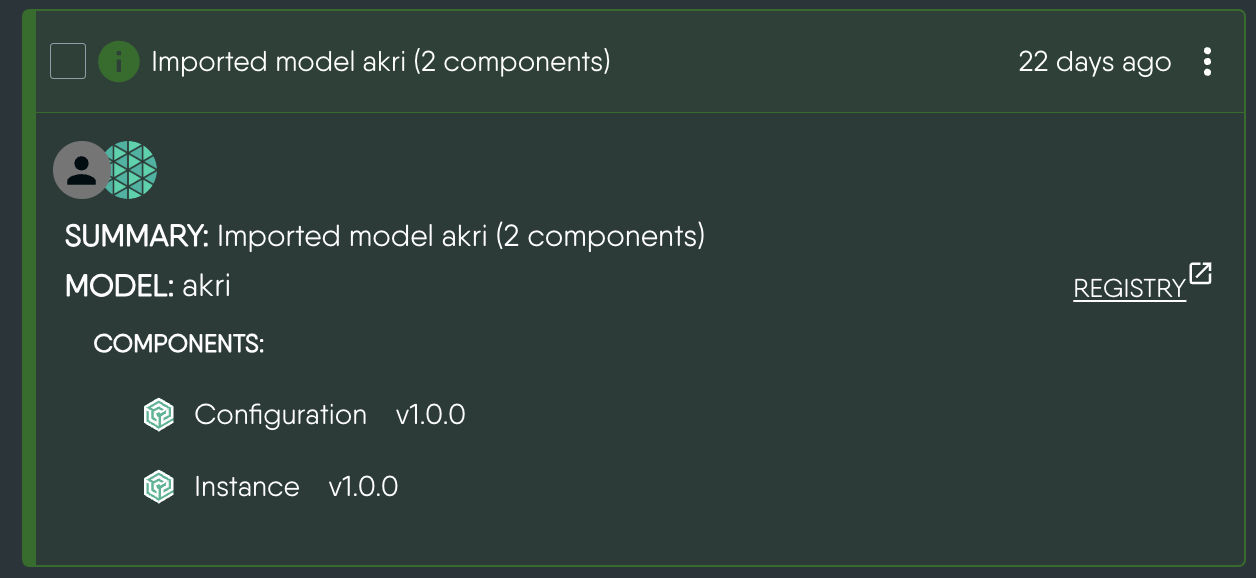 Imported model akri (2 components) 22 days ago
SUMMARY: Imported model akri (2 components)
MODEL: akri REGISTRY
COMPONENTS:
Configuration v1.0.0
Instance v1.0.0